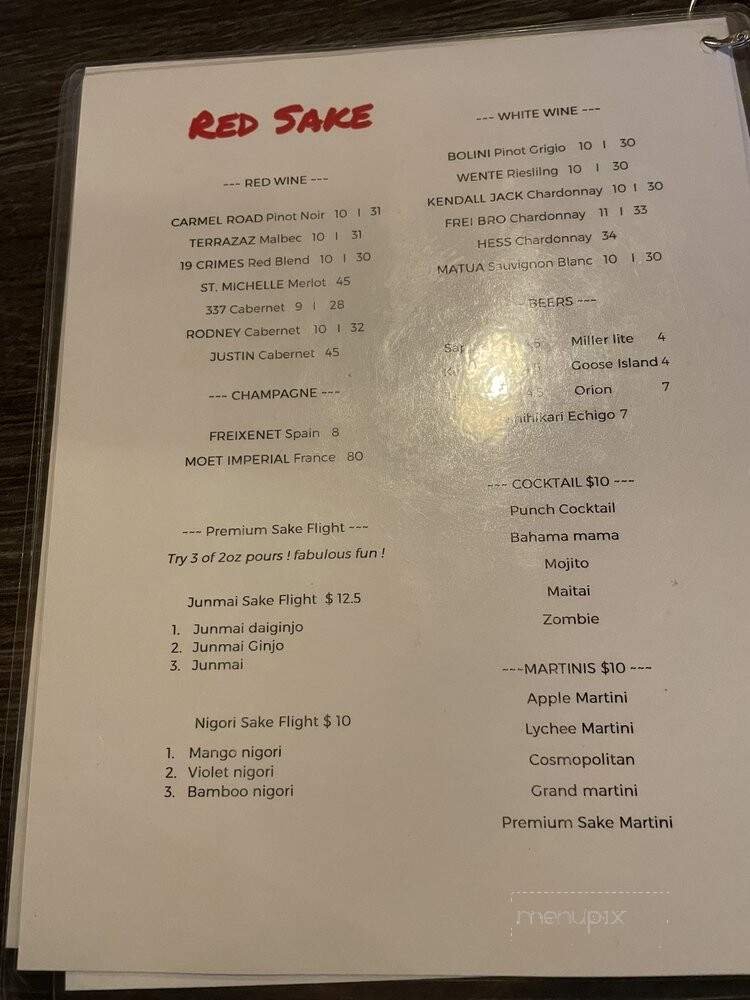 RED SAKE
--- RED WINE ---
CARMEL ROAD Pinot Noir 10 | 31
TERRAZAZ Malbec 10 | 31
19 CRIMES Red Blend 10 | 30
ST. MICHELLE Merlot 45
337 Cabernet 9 | 28
RODNEY Cabernet 10 | 32
JUSTIN Cabernet 45
--- CHAMPAGNE ---
FREIXENET Spain 8
MOET IMPERIAL France 80
--- Premium Sake Flight ---
Try 3 of 2oz pours ! fabulous fun !
Junmai Sake Flight $ 12.5
1. Junmai daiginjo
2. Junmai Ginjo
3. Junmai
Nigori Sake Flight $ 10
1. Mango nigori
2. Violet nigori
3. Bamboo nigori
--- WHITE WINE ---
BOLINI Pinot Grigio 10 | 30
WENTE Rieslilng 10 | 30
KENDALL JACK Chardonnay 10 | 30
FREI BRO Chardonnay 11 | 33
HESS Chardonnay 34
MATUA Sauvignon Blanc 10 | 30
BEERS ---
Miller lite 4
Goose Island 4
4.5 Orion 7
Echigo 7
--- COCKTAIL $10 ---
Punch Cocktail
Bahama mama
Mojito
Maitai
Zombie
---MARTINIS $10 ---
Apple Martini
Lychee Martini
Cosmopolitan
Grand martini
Premium Sake Martini
menupix